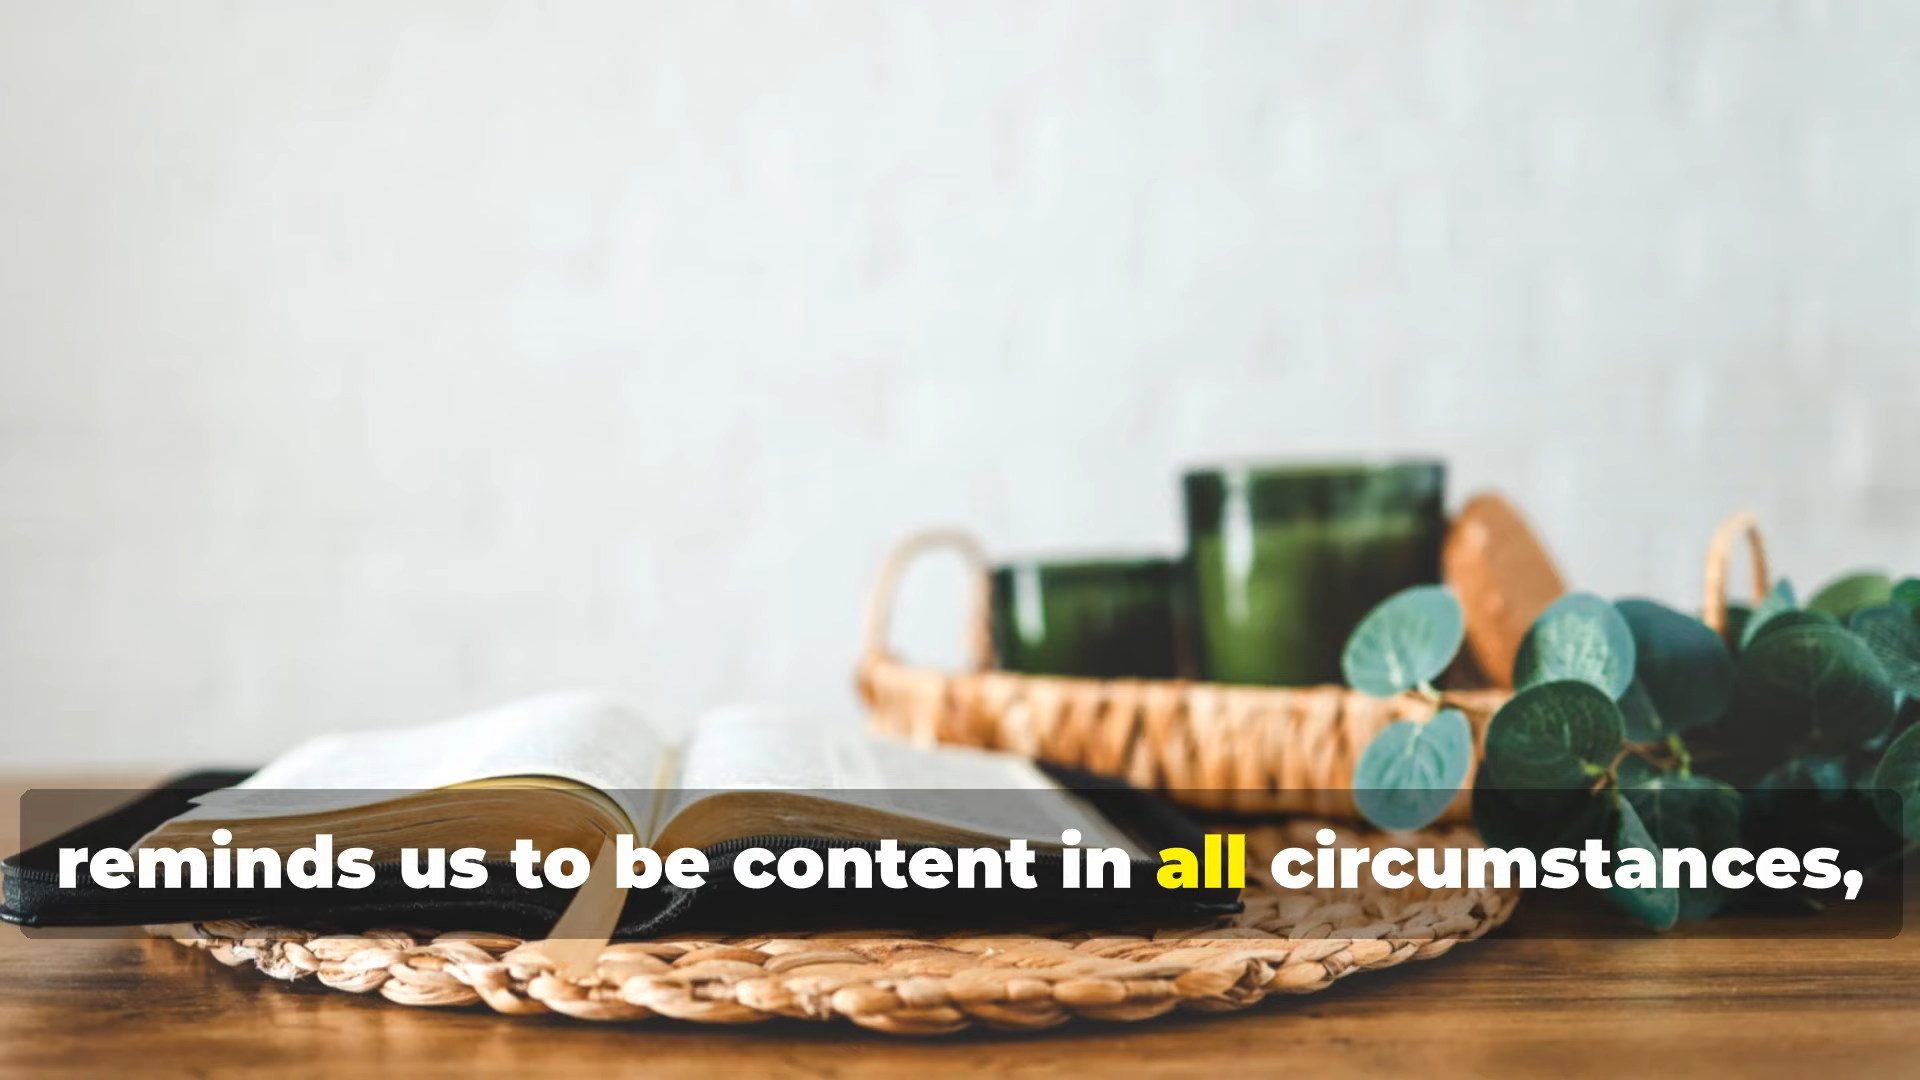 reminds us to be content in all circumstances,